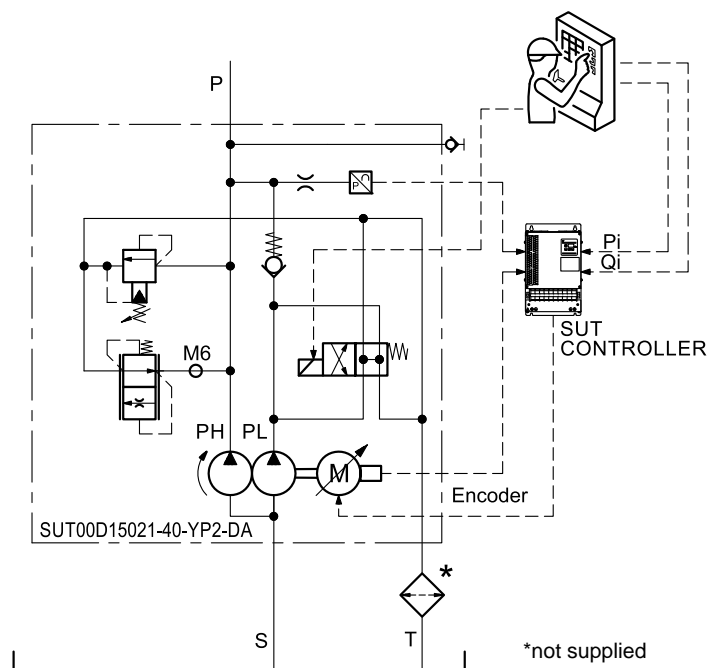 P
P
Pi
Qi
SUT
CONTROLLER
M6
PH PL
M
Encoder
SUT00D15021-40-YP2-DA
*
S
T
*not supplied